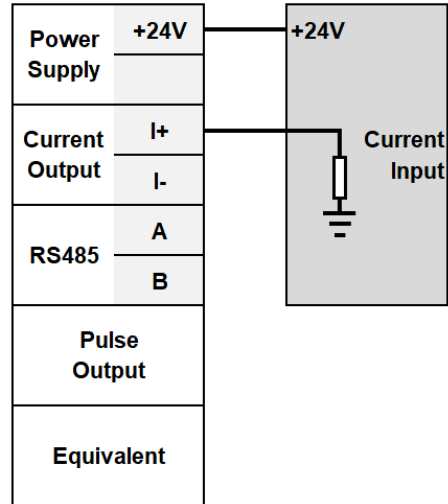 Power
Supply
+24V
+24V
Current
Output
I+
I-
Current
Input
RS485
A
B
Pulse
Output
Equivalent